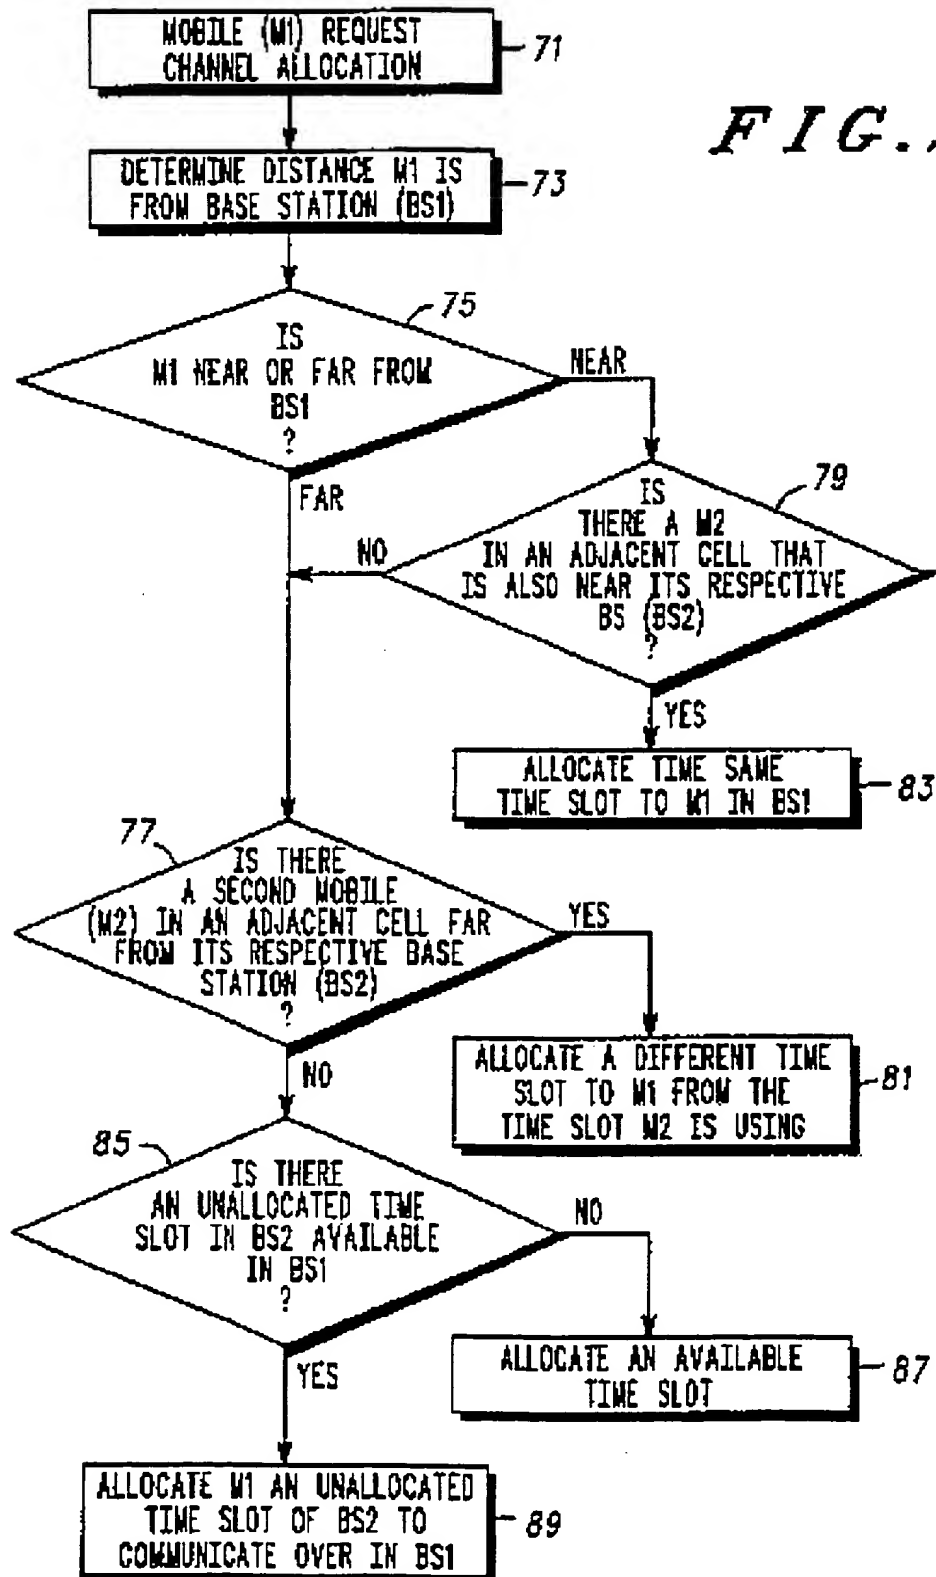 MOBILE (M1) REQUEST
CHANNEL ALLOCATION
71
FIG.
DETERMINE DISTANCE M1 IS
FROM BASE STATION (BS1)
73
75
IS
M1 NEAR OR FAR FROM
BS1
?
NEAR
FAR
79
IS
THERE A M2
IN AN ADJACENT CELL THAT
IS ALSO NEAR ITS RESPECTIVE
BS (BS2)
?
NO
YES
ALLOCATE TIME SAME
TIME SLOT TO M1 IN BS1
83
77
IS THERE
A SECOND MOBILE
(M2) IN AN ADJACENT CELL FAR
FROM ITS RESPECTIVE BASE
STATION (BS2)
?
YES
NO
ALLOCATE A DIFFERENT TIME
SLOT TO M1 FROM THE
TIME SLOT M2 IS USING
81
85
IS THERE
AN UNALLOCATED TIME
SLOT IN BS2 AVAILABLE
IN BS1
?
NO
YES
ALLOCATE AN AVAILABLE
TIME SLOT
87
ALLOCATE M1 AN UNALLOCATED
TIME SLOT OF BS2 TO
COMMUNICATE OVER IN BS1
89